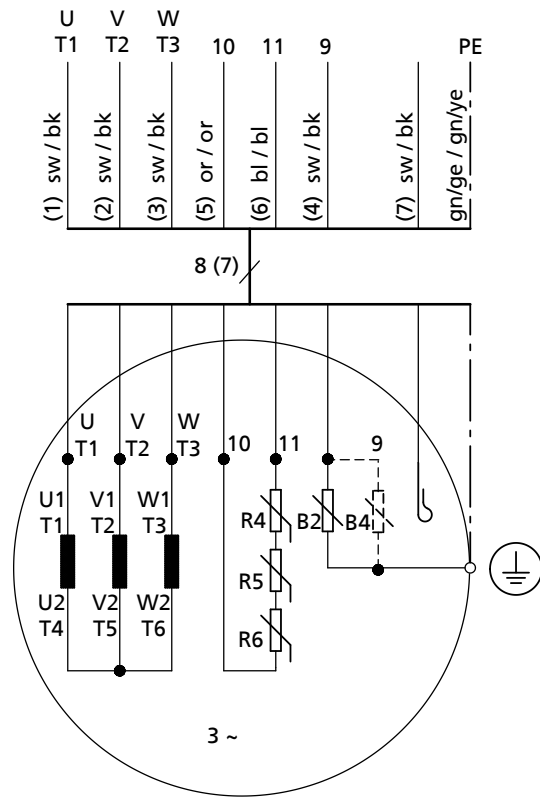 U V W
T1 T2 T3 10 11 9 PE
(1) sw / bk
(2) sw / bk
(3) sw / bk
(5) or / or
(6) bl / bl
(4) sw / bk
(7) sw / bk
gn/ge / gn/ye
8 (7)
U V W
T1 T2 T3 10 11 9
U1 V1 W1
T1 T2 T3
R4 B2 B4
R5
U2 V2 W2
T4 T5 T6
R6
3 ~